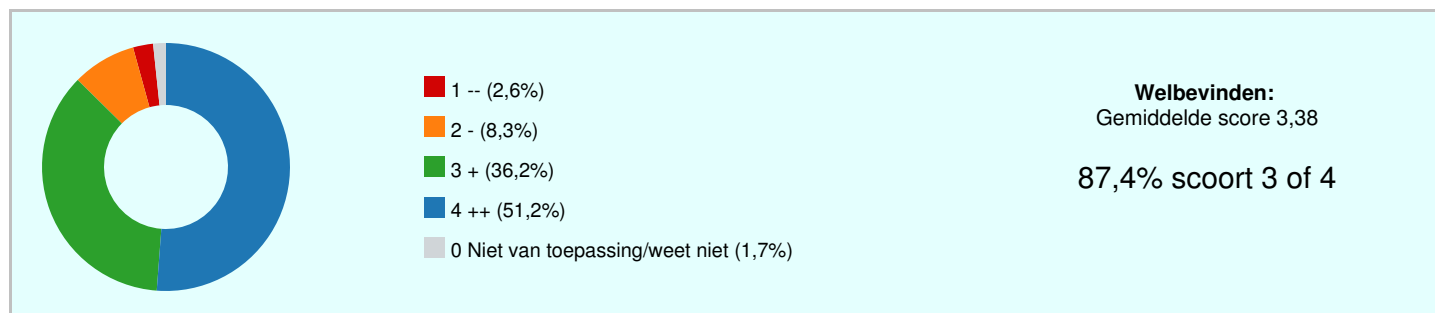 1 -- (2,6%)
2 - (8,3%)
3 + (36,2%)
4 ++ (51,2%)
0 Niet van toepassing/weet niet (1,7%)
Welbevinden:
Gemiddelde score 3,38
87,4% scoort 3 of 4